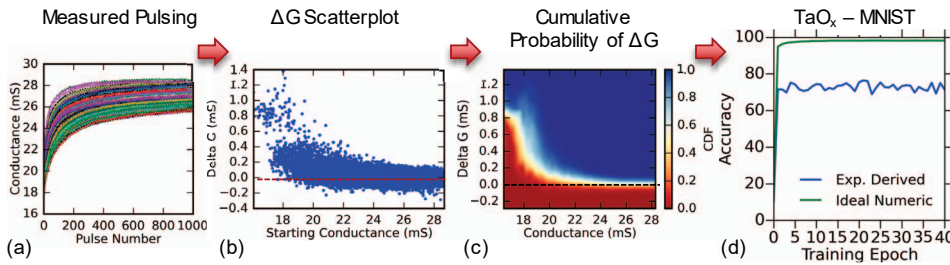 Measured Pulsing
ΔG Scatterplot
Cumulative
Probability of ΔG
TaOx – MNIST
Conductance (mS)
30
28
26
24
22
20
18
16
0 200 400 600 800 1000
Pulse Number
(a)
Delta G (mS)
1.4
1.2
1.0
0.8
0.6
0.4
0.2
0.0
−0.2
−0.4
18 20 22 24 26 28
Starting Conductance (mS)
(b)
Delta G (mS)
1.2
1.0
0.8
0.6
0.4
0.2
0.0
−0.2
18 20 22 24 26 28
Conductance (mS)
1.0
0.8
0.6
0.4
0.2
0.0
CDF
(c)
Accuracy
100
80
60
40
20
0
Exp. Derived
Ideal Numeric
0 5 10 15 20 25 30 35 40
Training Epoch
(d)